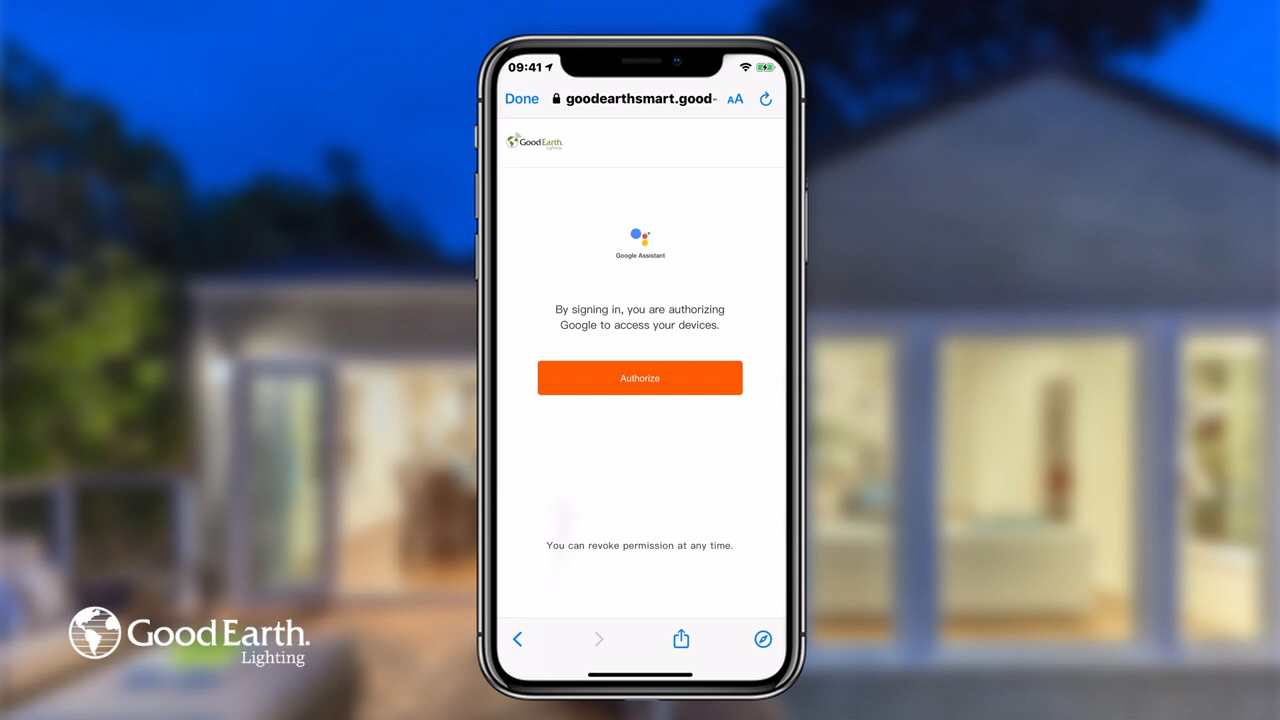 09:41
Done goodearthsmart.good- AA
Good Earth.
Lighting
Google Assistant
By signing in, you are authorizing
Google to access your devices.
Authorize
You can revoke permission at any time.
Good Earth.
Lighting